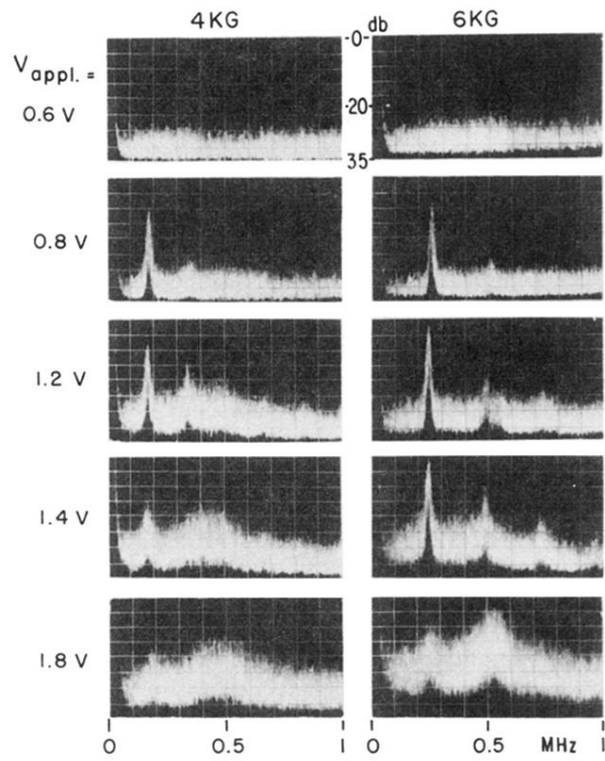 4KG
6KG
V appl. =
-0- db
0.6 V
-20-
35
0.8 V
1.2 V
1.4 V
1.8 V
0 0.5 1
0 0.5 MHz 1